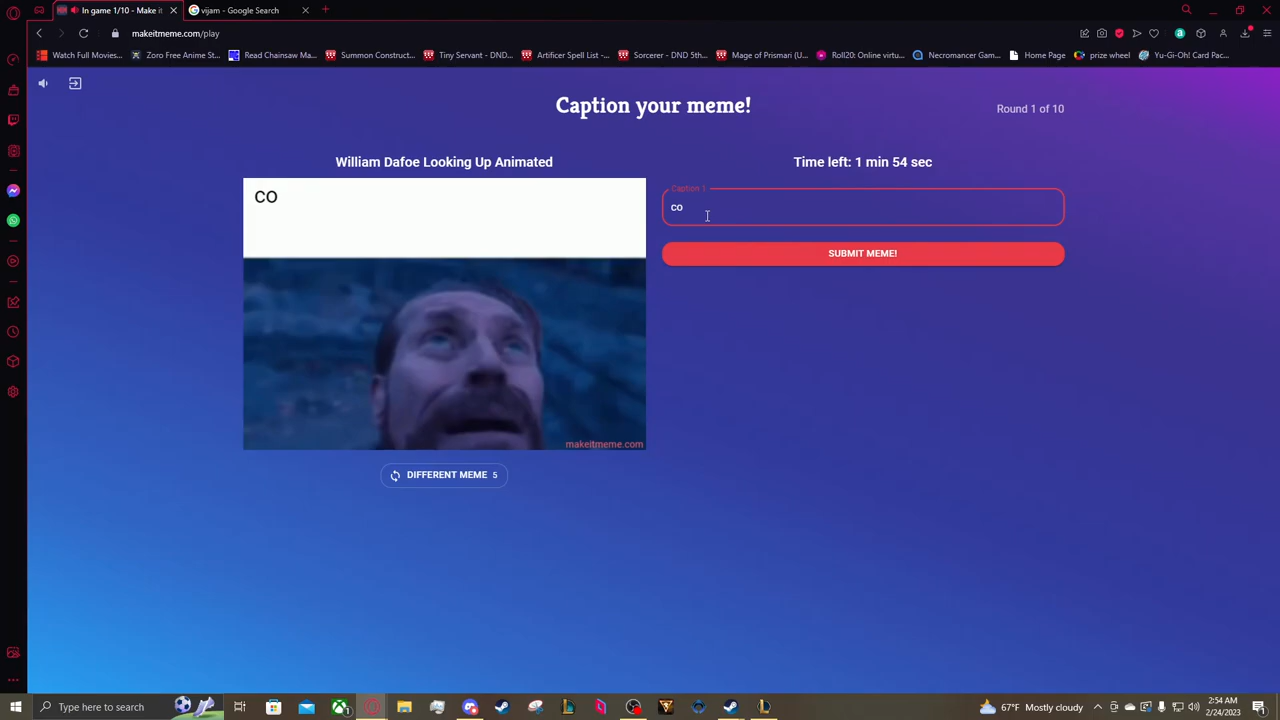 In game 1/10 - Make it
vijam - Google Search
makeitmeme.com/play
Watch Full Movies...
Zoro Free Anime St...
Read Chainsaw Ma...
Summon Construct...
Tiny Servant - DND...
Artificer Spell List -...
Sorcerer - DND 5th...
Mage of Prismari (U...
Roll20: Online virtu...
Necromancer Gam...
Home Page
prize wheel
Yu-Gi-Oh! Card Pac...
Caption your meme!
Round 1 of 10
William Dafoe Looking Up Animated
Time left: 1 min 54 sec
CO
Caption 1
CO
SUBMIT MEME!
makeitmeme.com
DIFFERENT MEME 5
Type here to search
67°F Mostly cloudy
2:54 AM
2/24/2023